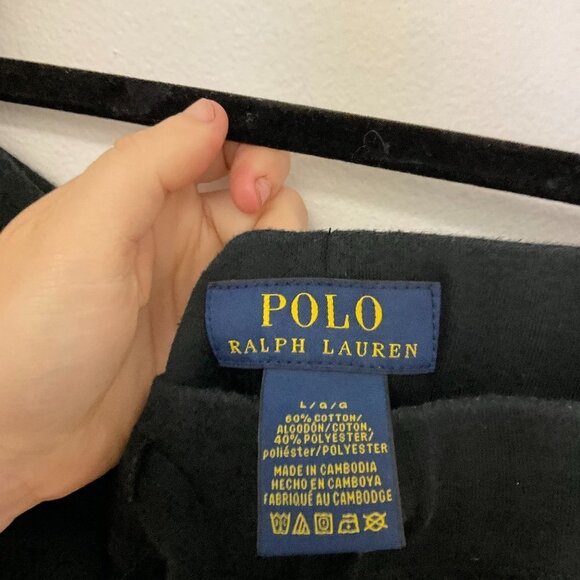 POLO
RALPH LAUREN
L/G/G
60% COTTON/
ALGODÓN/COTON,
40% POLYESTER/
poliéster/POLYESTER
MADE IN CAMBODIA
HECHO EN CAMBOYA
FABRIQUÉ AU CAMBODGE